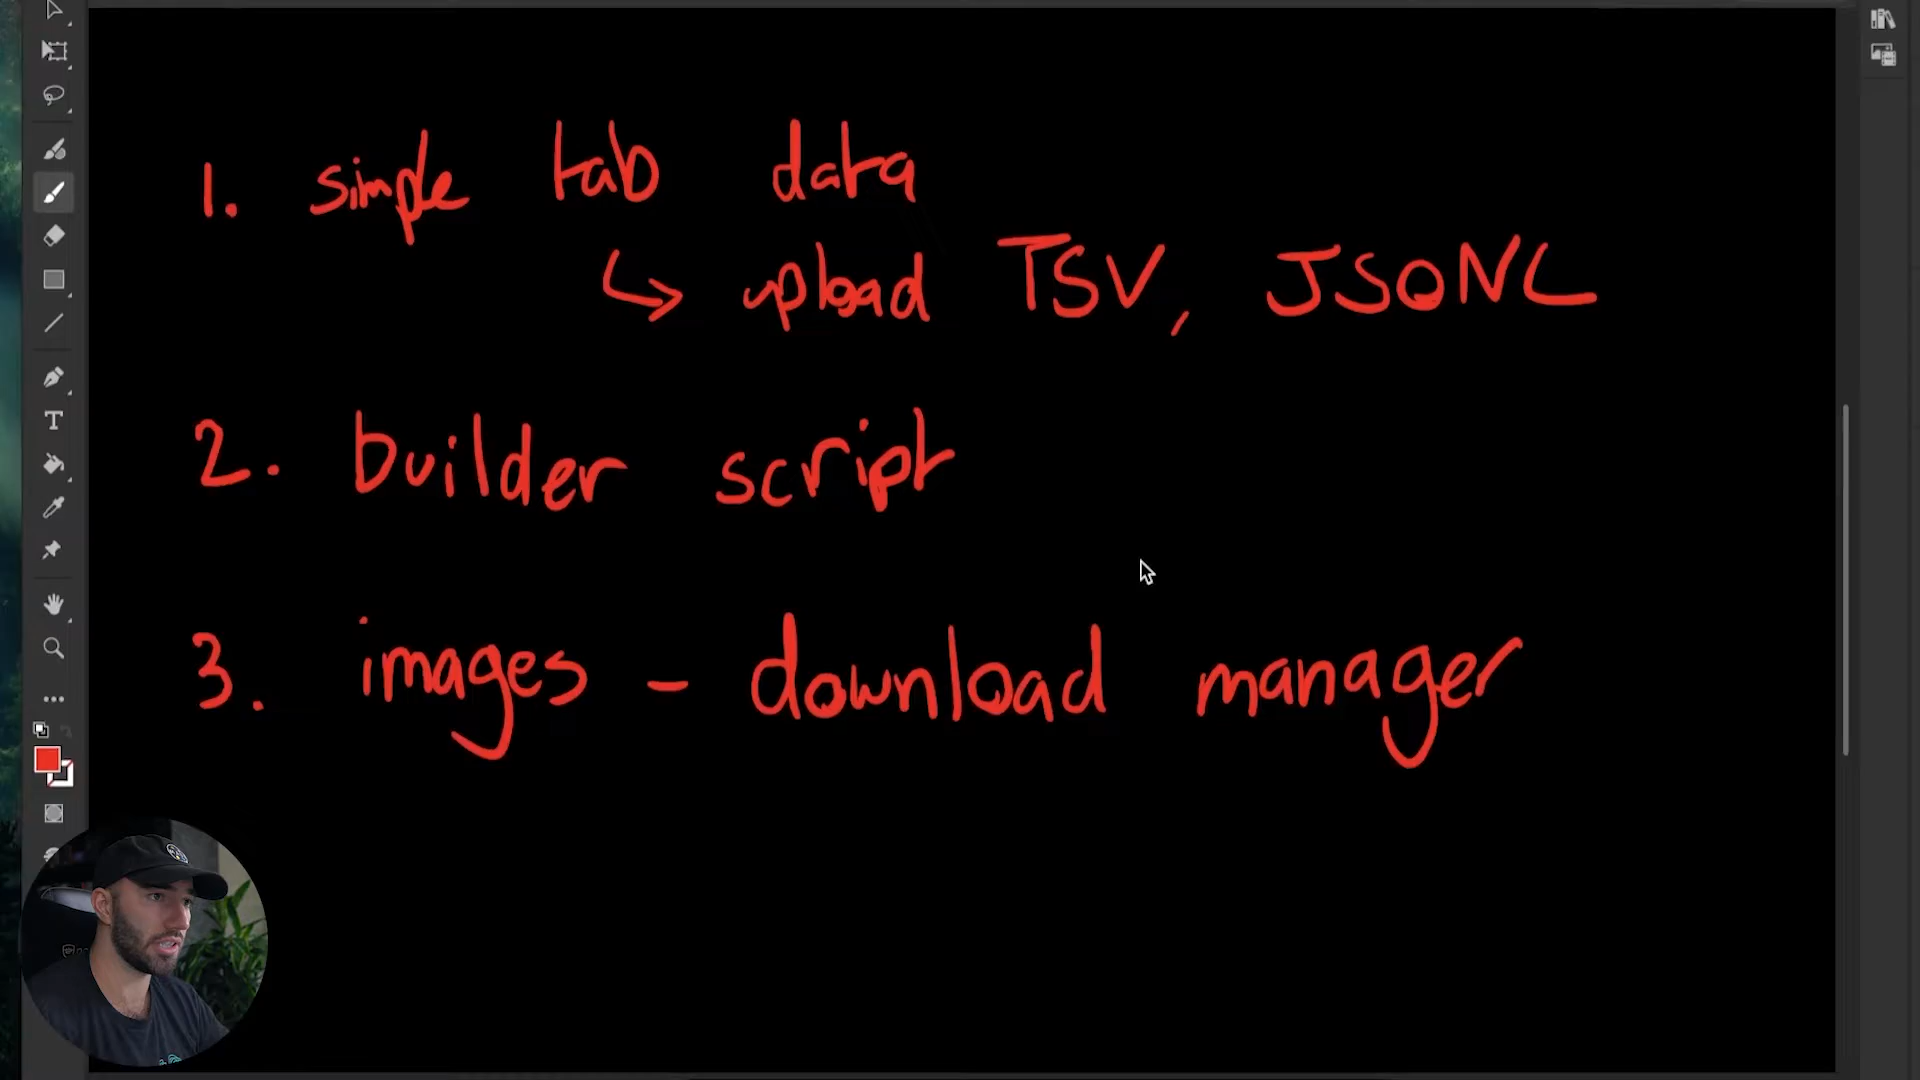 1. simple tab data
↳ upload TSV, JSONL
2. builder script
3. images - download manager